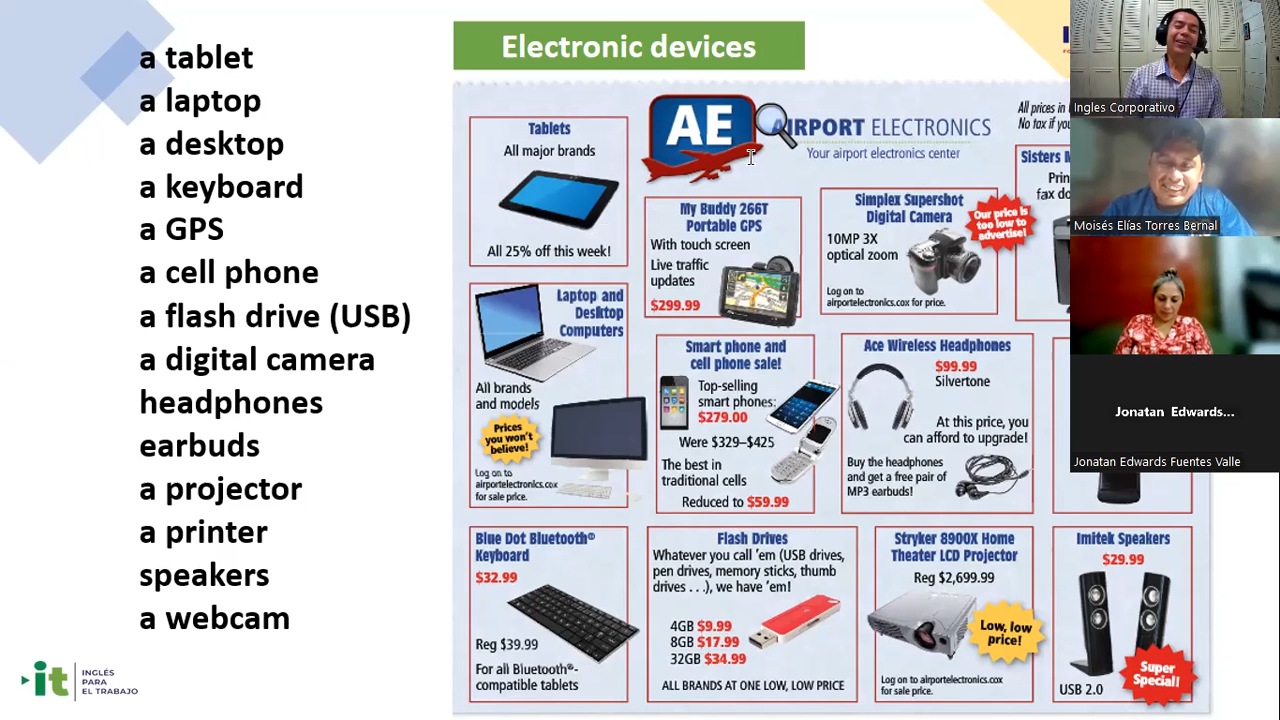 Electronic devices
a tablet
a laptop
a desktop
a keyboard
a GPS
a cell phone
a flash drive (USB)
a digital camera
headphones
earbuds
a projector
a printer
speakers
a webcam
it
INGLÉS
PARA
EL TRABAJO
AE
AIRPORT ELECTRONICS
Your airport electronics center
All prices in
No tax if you
Tablets
All major brands
All 25% off this week!
My Buddy 266T
Portable GPS
With touch screen
Live traffic
updates
$299.99
Simplex Supershot
Digital Camera
10MP 3X
optical zoom
Log on to
airportelectronics.cox for price.
Our price is
too low to
advertise!
Sisters
Prin
fax do
Laptop and
Desktop
Computers
All brands
and models
Prices
you won't
believe!
Log on to
airportelectronics.cox
for sale price.
Smart phone and
cell phone sale!
Top-selling
smart phones:
$279.00
Were $329–$425
The best in
traditional cells
Reduced to $59.99
Ace Wireless Headphones
$99.99
Silvertone
At this price, you
can afford to upgrade!
Buy the headphones
and get a free pair of
MP3 earbuds!
Blue Dot Bluetooth®
Keyboard
$32.99
Reg $39.99
For all Bluetooth®-
compatible tablets
Flash Drives
Whatever you call 'em (USB drives,
pen drives, memory sticks, thumb
drives . . .), we have 'em!
4GB $9.99
8GB $17.99
32GB $34.99
ALL BRANDS AT ONE LOW, LOW PRICE
Stryker 8900X Home
Theater LCD Projector
Reg $2,699.99
Low, low
price!
Log on to airportelectronics.cox
for sale price.
Imitek Speakers
$29.99
USB 2.0
Super
Special!
Ingles Corporativo
Moisés Elías Torres Bernal
Jonatan Edwards...
Jonatan Edwards Fuentes Valle